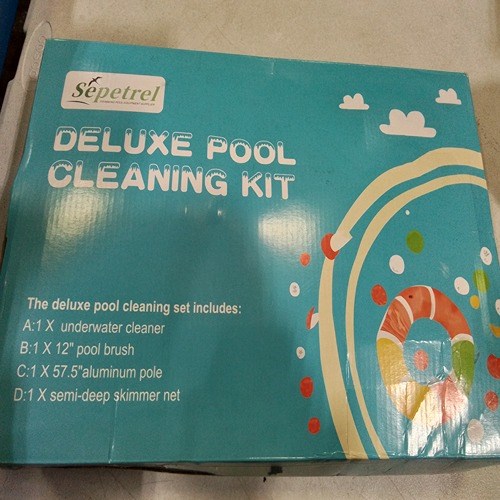 Sepetrel
DELUXE POOL
CLEANING KIT
The deluxe pool cleaning set includes:
A:1 X underwater cleaner
B:1 X 12" pool brush
C:1 X 57.5"aluminum pole
D:1 X semi-deep skimmer net